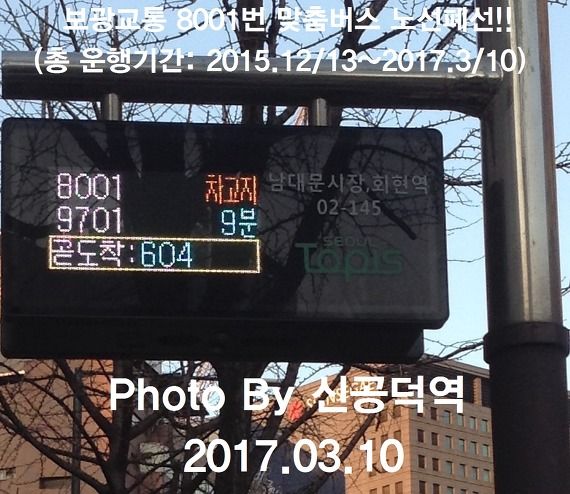 보광교통 8001번 맞춤버스 노선폐선!!
(총 운행기간: 2015.12/13~2017.3/10)
8001 차고지
9701 9분
곧도착:604
남대문시장,회현역
02-145
SEOUL
Topis
Photo By 신공덕역
2017.03.10